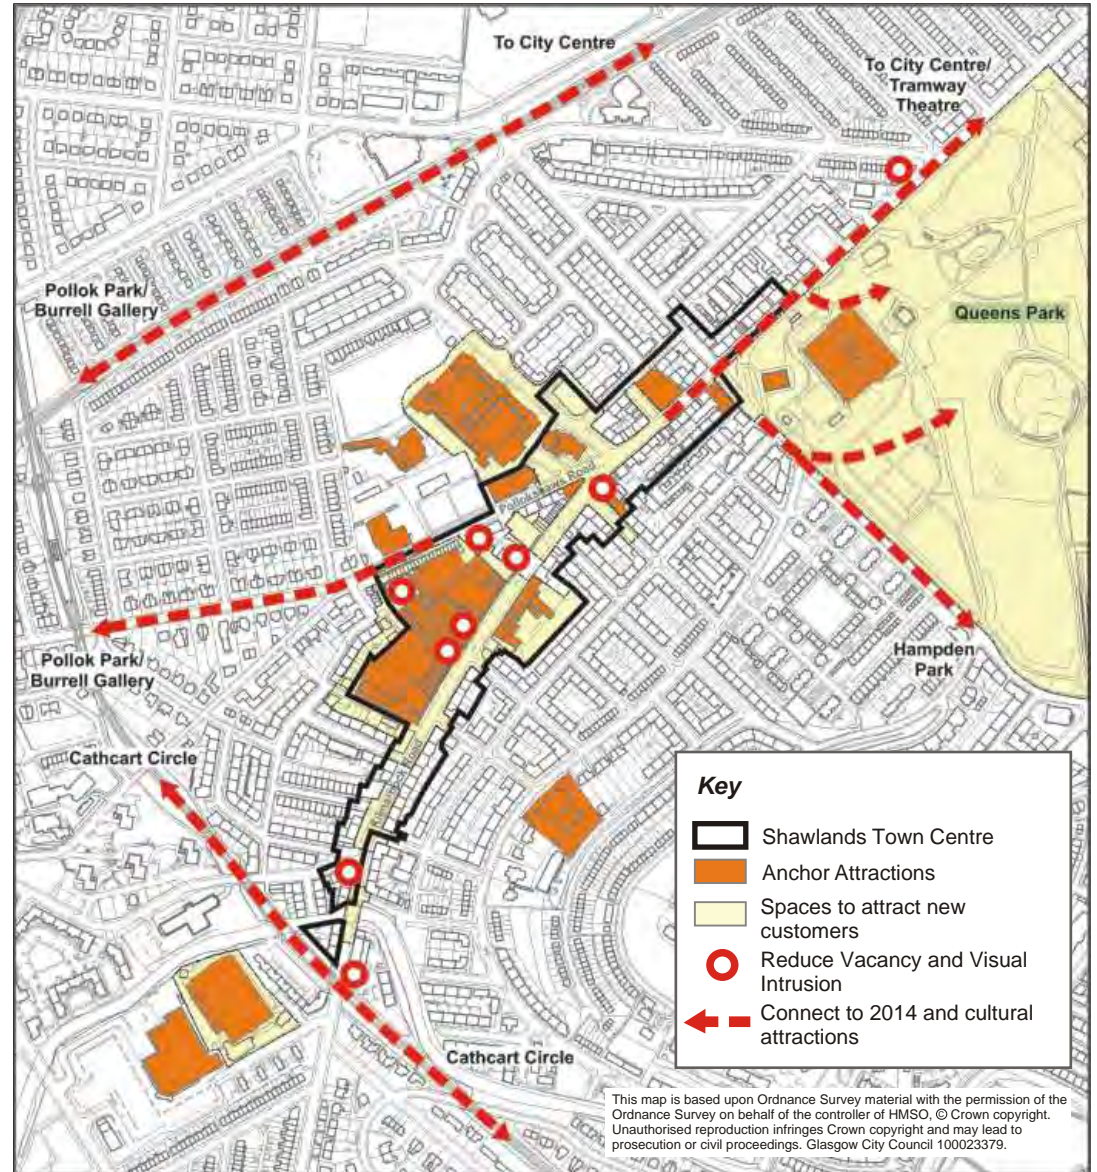 To City Centre
To City Centre/
Tramway
Theatre
Pollok Park/
Burrell Gallery
Queens Park
Pollokshaws Road
Pollok Park/
Burrell Gallery
Hampden
Park
Cathcart Circle
Kilmarnock Road
Cathcart Circle
Key
Shawlands Town Centre
Anchor Attractions
Spaces to attract new
customers
Reduce Vacancy and Visual
Intrusion
Connect to 2014 and cultural
attractions
This map is based upon Ordnance Survey material with the permission of the
Ordnance Survey on behalf of the controller of HMSO, © Crown copyright.
Unauthorised reproduction infringes Crown copyright and may lead to
prosecution or civil proceedings. Glasgow City Council 100023379.